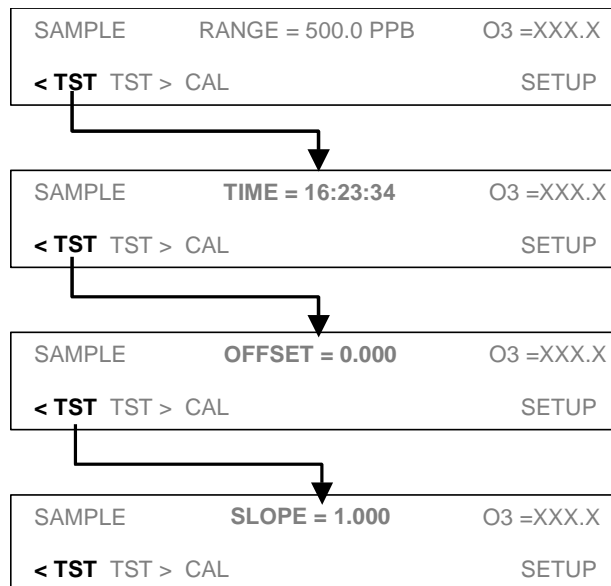 SAMPLE RANGE = 500.0 PPB O3 =XXX.X
< TST TST > CAL SETUP
SAMPLE TIME = 16:23:34 O3 =XXX.X
< TST TST > CAL SETUP
SAMPLE OFFSET = 0.000 O3 =XXX.X
< TST TST > CAL SETUP
SAMPLE SLOPE = 1.000 O3 =XXX.X
< TST TST > CAL SETUP